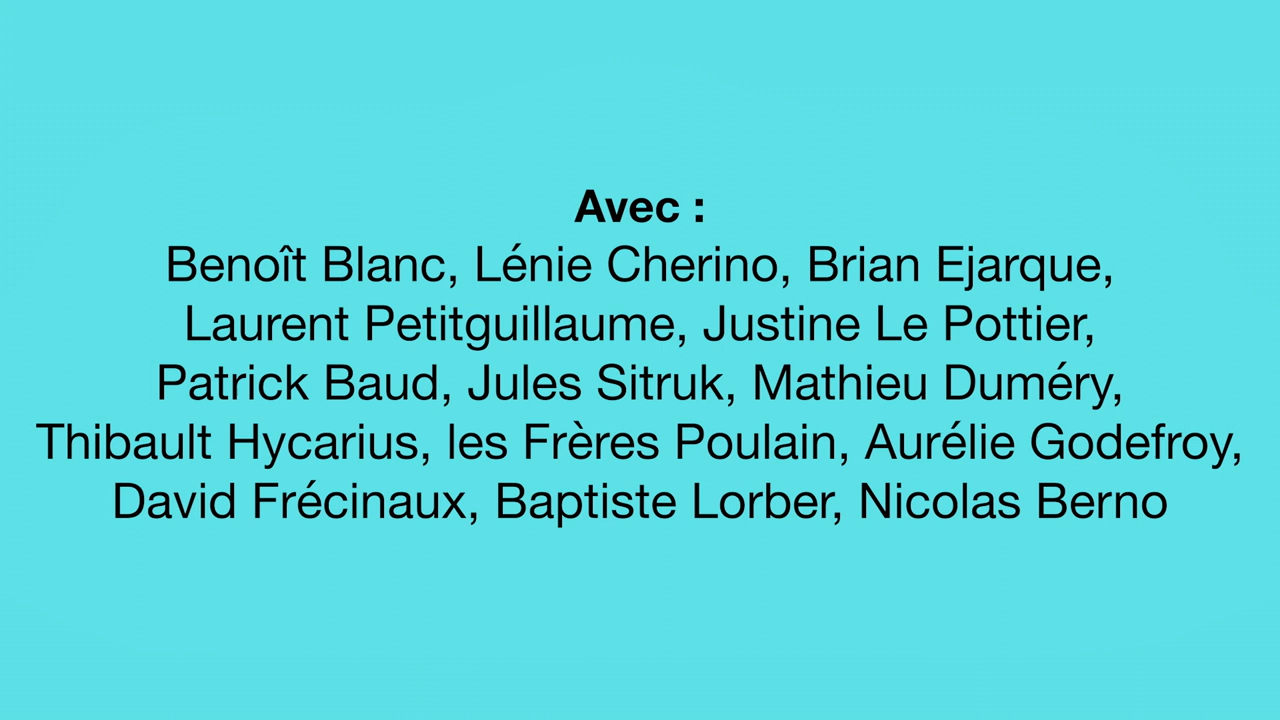 Avec :
Benoît Blanc, Lénie Cherino, Brian Ejarque,
Laurent Petitguillaume, Justine Le Pottier,
Patrick Baud, Jules Sitruk, Mathieu Duméry,
Thibault Hycarius, les Frères Poulain, Aurélie Godefroy,
David Frécinaux, Baptiste Lorber, Nicolas Berno